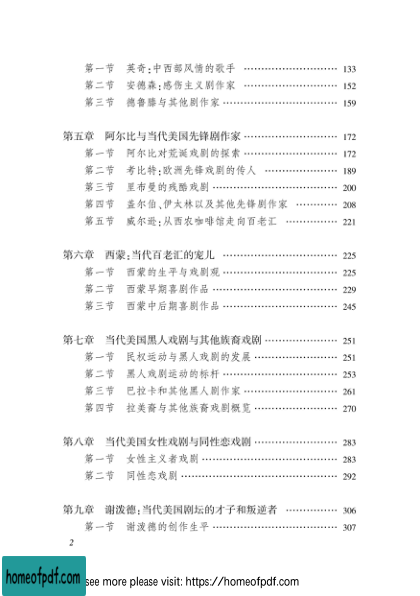 第一节 英奇:中西部风情的歌手 …………………… 133
第二节 安德森:感伤主义剧作家 …………………… 152
第三节 德鲁滕与其他剧作家 …………………… 159
第五章 阿尔比与当代美国先锋剧作家 …………………… 172
第一节 阿尔比对荒诞戏剧的探索 …………………… 172
第二节 考比特:欧洲先锋戏剧的传人 …………………… 189
第三节 里布曼的残酷戏剧 …………………… 200
第四节 盖尔伯、伊太林以及其他先锋剧作家 ………… 208
第五节 威尔逊:从西农咖啡馆走向百老汇 ………… 221
第六章 西蒙:当代百老汇的宠儿 …………………… 225
第一节 西蒙的生平与戏剧观 …………………… 225
第二节 西蒙早期喜剧作品 …………………… 229
第三节 西蒙中后期喜剧作品 …………………… 245
第七章 当代美国黑人戏剧与其他族裔戏剧 …………………… 251
第一节 民权运动与黑人戏剧的发展 …………………… 251
第二节 黑人戏剧运动的标杆 …………………… 253
第三节 巴拉卡和其他黑人剧作家 …………………… 261
第四节 拉美裔与其他族裔戏剧概览 …………………… 270
第八章 当代美国女性戏剧与同性恋戏剧 …………………… 283
第一节 女性主义者戏剧 …………………… 283
第二节 同性恋戏剧 …………………… 292
第九章 谢泼德:当代美国剧坛的才子和叛逆者 …………… 306
第一节 谢泼德的创作生平 …………………… 307
2
homeofpdf.com
see more please visit: https://homeofpdf.com